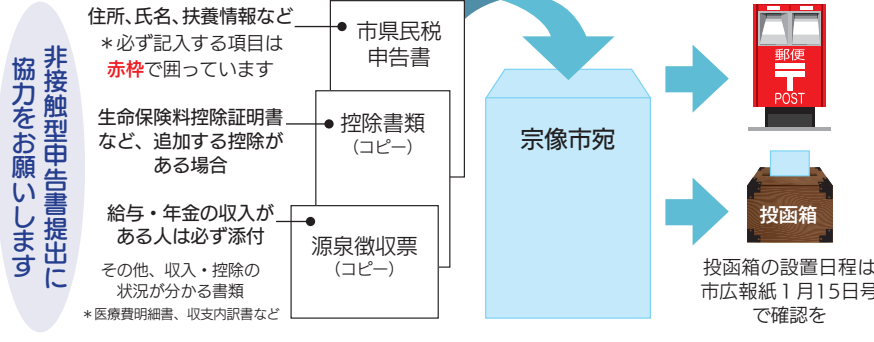 非接触型申告書提出に
協力をお願いします
住所、氏名、扶養情報など
＊必ず記入する項目は
赤枠で囲っています
市県民税
申告書
生命保険料控除証明書
など、追加する控除が
ある場合
控除書類
（コピー）
給与・年金の収入が
ある人は必ず添付
その他、収入・控除の
状況が分かる書類
＊医療費明細書、収支内訳書など
源泉徴収票
（コピー）
宗像市宛
郵便
〒
POST
投函箱
投函箱の設置日程は
市広報紙１月15日号
で確認を